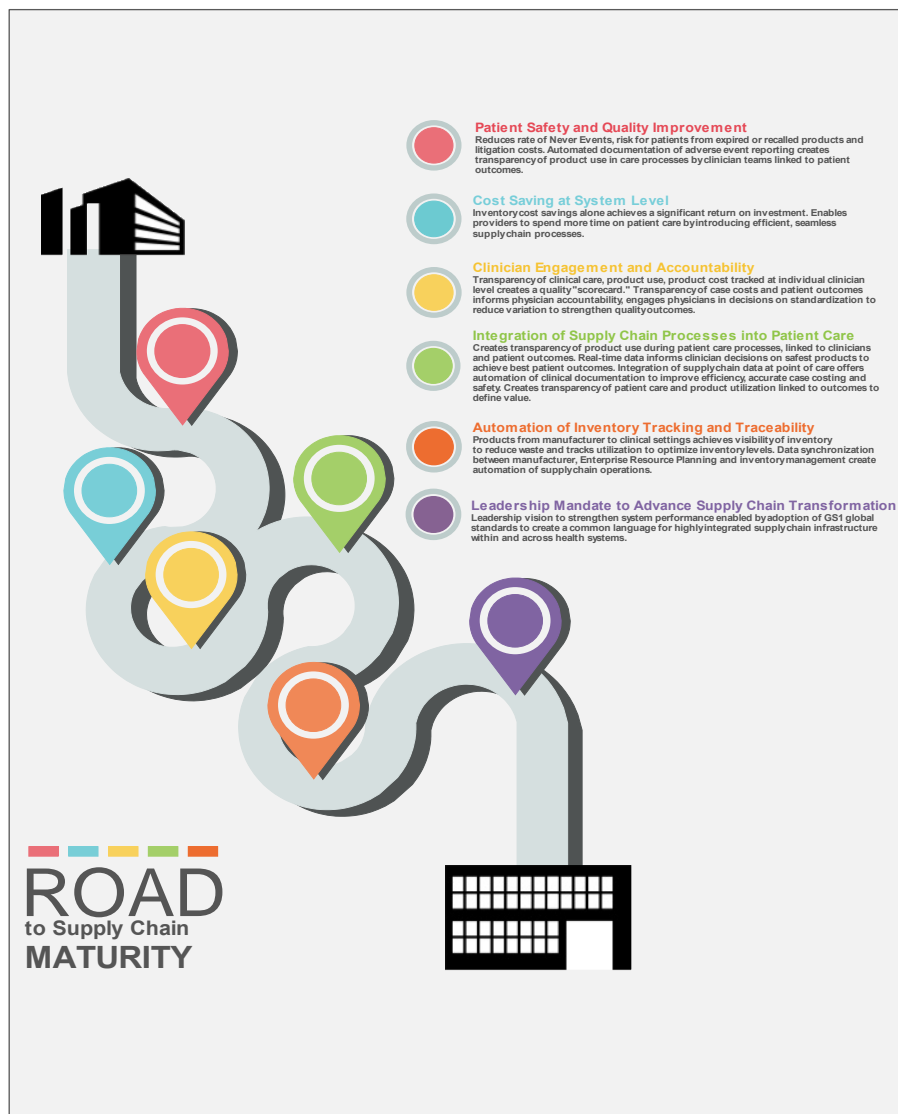 Patient Safety and Quality Improvement
Reduces rate of Never Events, risk for patients from expired or recalled products and
litigation costs. Automated documentation of adverse event reporting creates
transparency of product use in care processes by clinician teams linked to patient
outcomes.
Cost Saving at System Level
Inventory cost savings alone achieves a significant return on investment. Enables
providers to spend more time on patient care by introducing efficient, seamless
supply chain processes.
Clinician Engagement and Accountability
Transparency of clinical care, product use, product cost tracked at individual clinician
level creates a quality "scorecard." Transparency of case costs and patient outcomes
informs physician accountability, engages physicians in decisions on standardization to
reduce variation to strengthen quality outcomes.
Integration of Supply Chain Processes into Patient Care
Creates transparency of product use during patient care processes, linked to clinicians
and patient outcomes. Real-time data informs clinician decisions on safest products to
achieve best patient outcomes. Integration of supply chain data at point of care offers
automation of clinical documentation to improve efficiency, accurate case costing and
safety. Creates transparency of patient care and product utilization linked to outcomes to
define value.
Automation of Inventory Tracking and Traceability
Products from manufacturer to clinical settings achieves visibility of inventory
to reduce waste and tracks utilization to optimize inventory levels. Data synchronization
between manufacturer, Enterprise Resource Planning and inventory management create
automation of supply chain operations.
Leadership Mandate to Advance Supply Chain Transformation
Leadership vision to strengthen system performance enabled by adoption of GS1 global
standards to create a common language for highly integrated supply chain infrastructure
within and across health systems.
ROAD
to Supply Chain
MATURITY